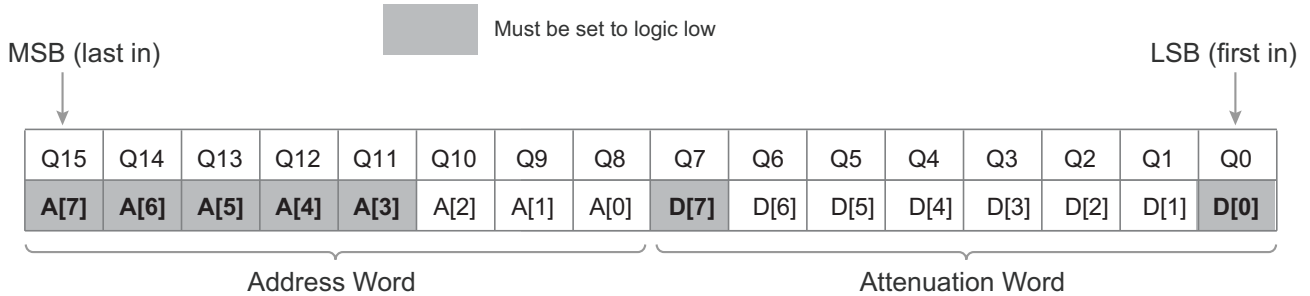 Must be set to logic low
MSB (last in)
LSB (first in)
Q15 Q14 Q13 Q12 Q11 Q10 Q9 Q8 Q7 Q6 Q5 Q4 Q3 Q2 Q1 Q0
A[7] A[6] A[5] A[4] A[3] A[2] A[1] A[0] D[7] D[6] D[5] D[4] D[3] D[2] D[1] D[0]
Address Word
Attenuation Word